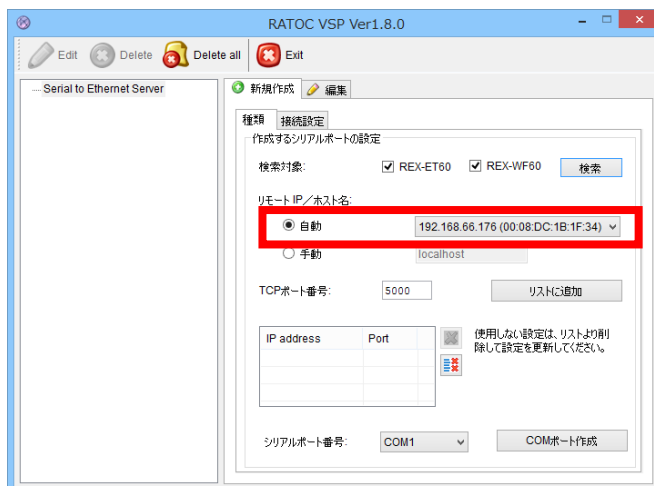 RATOC VSP Ver1.8.0
Edit Delete Delete all Exit
Serial to Ethernet Server
新規作成 編集
種類 接続設定
作成するシリアルポートの設定
検索対象: REX-ET60 REX-WF60 検索
リモート IP／ホスト名:
自動 192.168.66.176 (00:08:DC:1B:1F:34)
手動 localhost
TCPポート番号: 5000 リストに追加
IP address Port
使用しない設定は、リストより削
除して設定を更新してください。
シリアルポート番号: COM1 COMポート作成